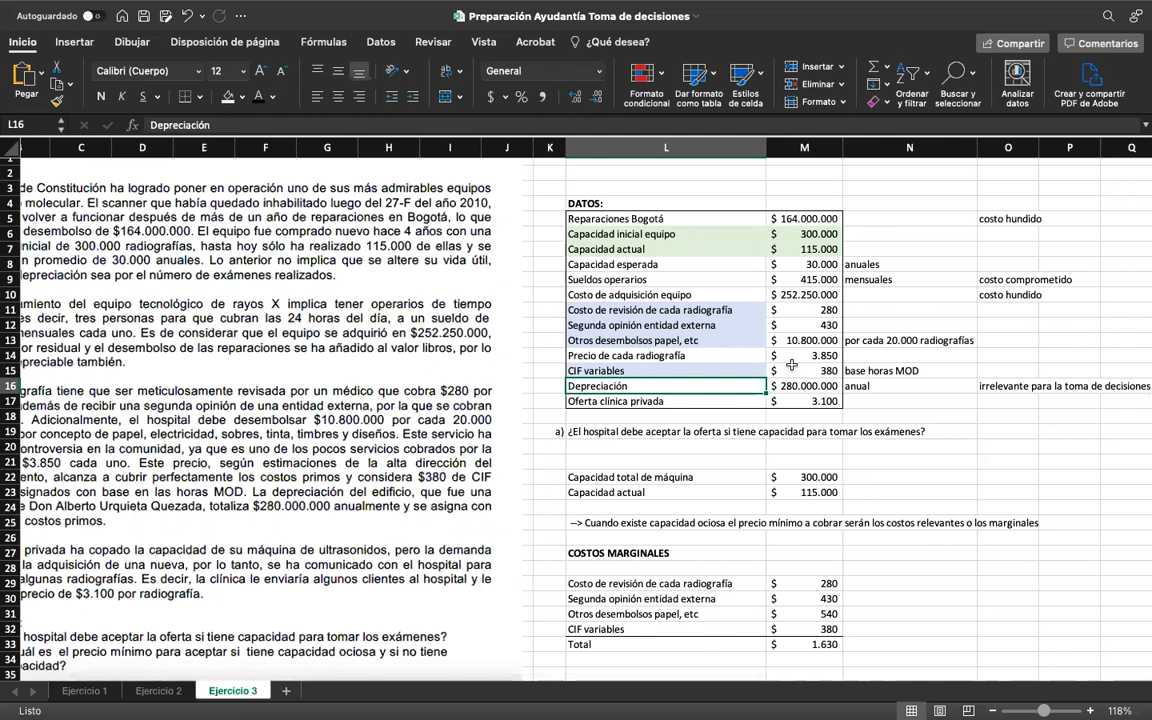 Autoguardado
Preparación Ayudantía Toma de decisiones
Inicio Insertar Dibujar Disposición de página Fórmulas Datos Revisar Vista Acrobat ¿Qué desea? Compartir Comentarios
Pegar
Calibri (Cuerpo) 12
N K S
General
Formato condicional
Dar formato como tabla
Estilos de celda
Insertar
Eliminar
Formato
Ordenar y filtrar
Buscar y seleccionar
Analizar datos
Crear y compartir PDF de Adobe
L16 fx Depreciación
C D E F G H I J K L M N O P Q
de Constitución ha logrado poner en operación uno de sus más admirables equipos
molecular. El scanner que había quedado inhabilitado luego del 27-F del año 2010,
volver a funcionar después de más de un año de reparaciones en Bogotá, lo que
desembolso de $164.000.000. El equipo fue comprado nuevo hace 4 años con una
nicial de 300.000 radiografías, hasta hoy sólo ha realizado 115.000 de ellas y se
n promedio de 30.000 anuales. Lo anterior no implica que se altere su vida útil,
depreciación sea por el número de exámenes realizados.
amiento del equipo tecnológico de rayos X implica tener operarios de tiempo
es decir, tres personas para que cubran las 24 horas del día, a un sueldo de
mensuales cada uno. Es de considerar que el equipo se adquirió en $252.250.000,
or residual y el desembolso de las reparaciones se ha añadido al valor libros, por lo
epreciable también.
grafía tiene que ser meticulosamente revisada por un médico que cobra $280 por
demás de recibir una segunda opinión de una entidad externa, por la que se cobran
. Adicionalmente, el hospital debe desembolsar $10.800.000 por cada 20.000
por concepto de papel, electricidad, sobres, tinta, timbres y diseños. Este servicio ha
ontroversia en la comunidad, ya que es uno de los pocos servicios cobrados por la
$3.850 cada uno. Este precio, según estimaciones de la alta dirección del
ento, alcanza a cubrir perfectamente los costos primos y considera $380 de CIF
signados con base en las horas MOD. La depreciación del edificio, que fue una
e Don Alberto Urquieta Quezada, totaliza $280.000.000 anualmente y se asigna con
costos primos.
privada ha copado la capacidad de su máquina de ultrasonidos, pero la demanda
la adquisición de una nueva, por lo tanto, se ha comunicado con el hospital para
algunas radiografías. Es decir, la clínica le enviaría algunos clientes al hospital y le
precio de $3.100 por radiografía.
hospital debe aceptar la oferta si tiene capacidad para tomar los exámenes?
uál es el precio mínimo para aceptar si tiene capacidad ociosa y si no tiene
pacidad?
DATOS:
Reparaciones Bogotá $ 164.000.000 costo hundido
Capacidad inicial equipo $ 300.000
Capacidad actual $ 115.000
Capacidad esperada $ 30.000 anuales
Sueldos operarios $ 415.000 mensuales costo comprometido
Costo de adquisición equipo $ 252.250.000 costo hundido
Costo de revisión de cada radiografía $ 280
Segunda opinión entidad externa $ 430
Otros desembolsos papel, etc $ 10.800.000 por cada 20.000 radiografías
Precio de cada radiografía $ 3.850
CIF variables $ 380 base horas MOD
Depreciación $ 280.000.000 anual irrelevante para la toma de decisiones
Oferta clínica privada $ 3.100
a) ¿El hospital debe aceptar la oferta si tiene capacidad para tomar los exámenes?
Capacidad total de máquina $ 300.000
Capacidad actual $ 115.000
--> Cuando existe capacidad ociosa el precio mínimo a cobrar serán los costos relevantes o los marginales
COSTOS MARGINALES
Costo de revisión de cada radiografía $ 280
Segunda opinión entidad externa $ 430
Otros desembolsos papel, etc $ 540
CIF variables $ 380
Total $ 1.630
Ejercicio 1 Ejercicio 2 Ejercicio 3 +
Listo 118%